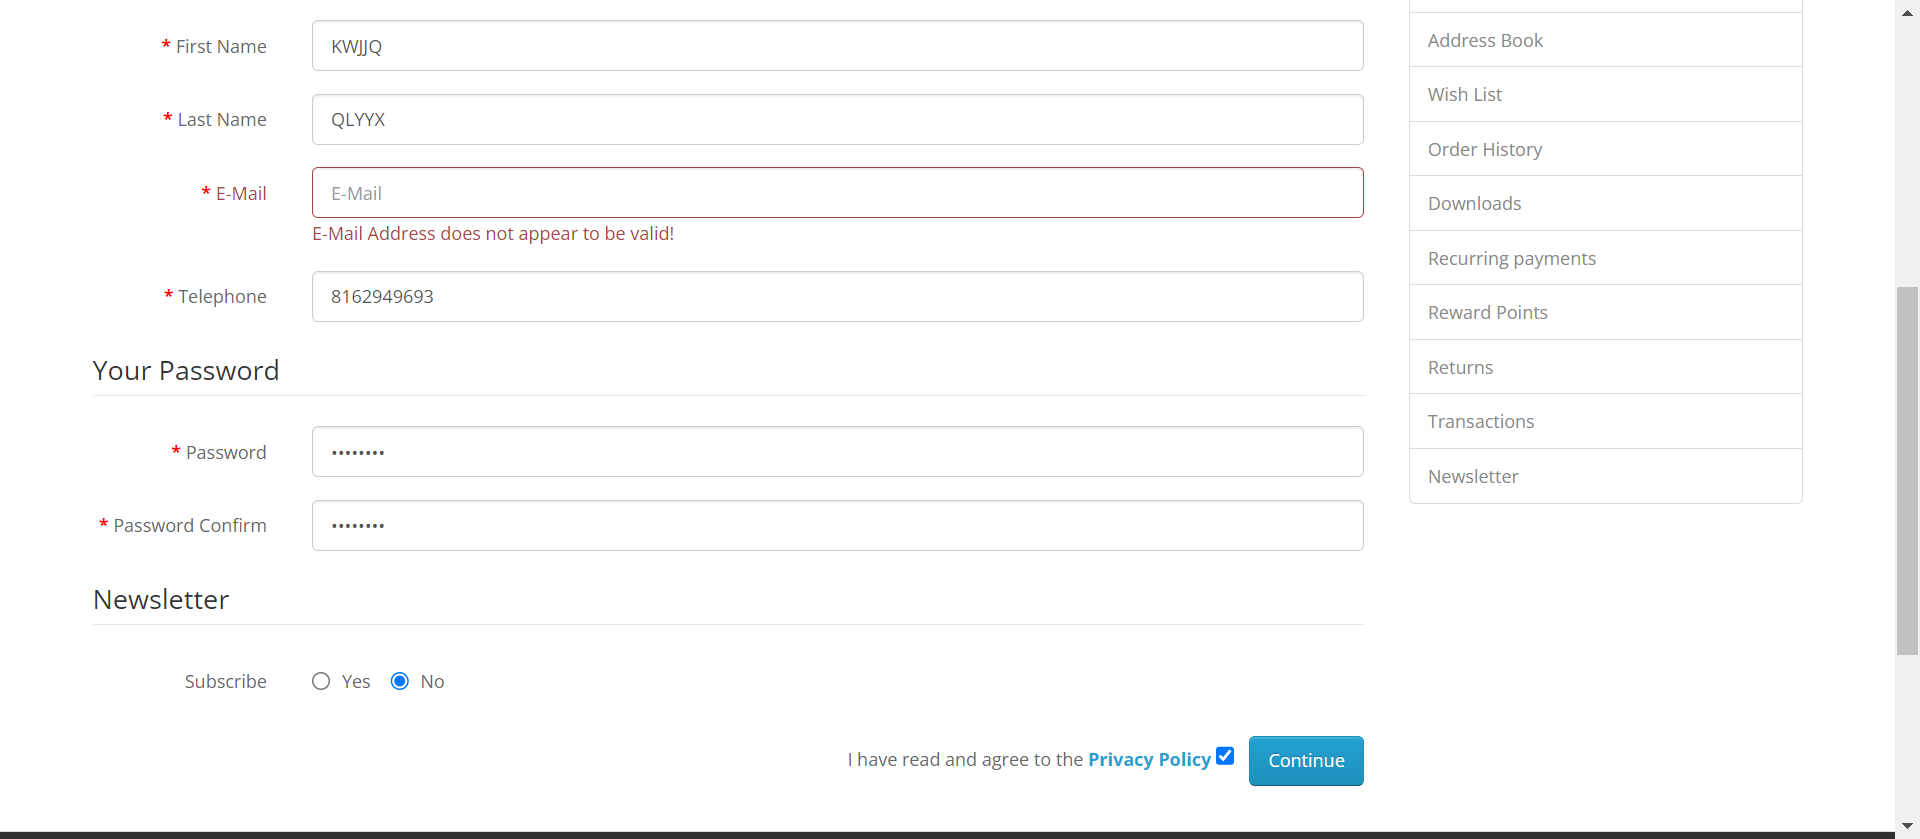 * First Name
KWJJQ
* Last Name
QLYYX
* E-Mail
E-Mail
E-Mail Address does not appear to be valid!
* Telephone
8162949693
Your Password
* Password
••••••••
* Password Confirm
••••••••
Newsletter
Subscribe
Yes
No
I have read and agree to the Privacy Policy
Continue
Address Book
Wish List
Order History
Downloads
Recurring payments
Reward Points
Returns
Transactions
Newsletter